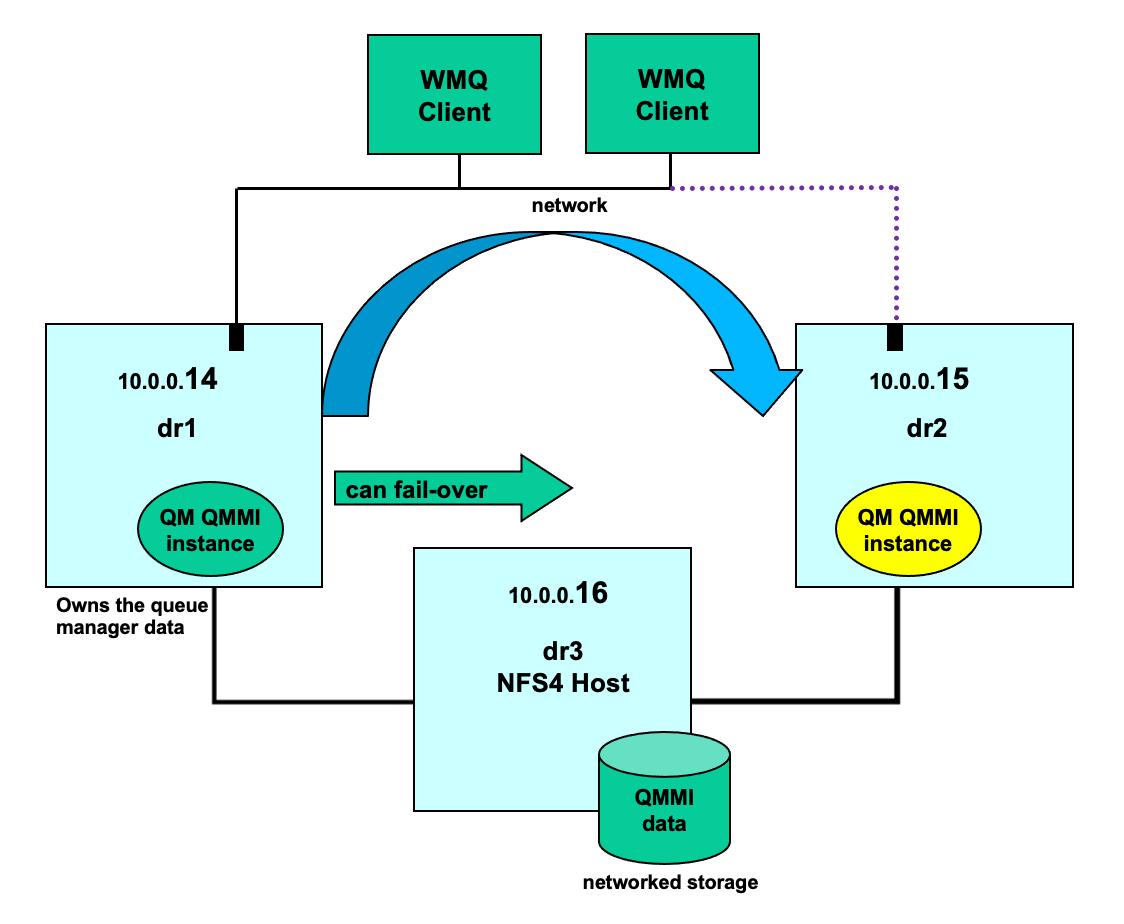 WMQ
Client
WMQ
Client
network
10.0.0.14
dr1
QM QMMI
instance
Owns the queue
manager data
can fail-over
10.0.0.15
dr2
QM QMMI
instance
10.0.0.16
dr3
NFS4 Host
QMMI
data
networked storage